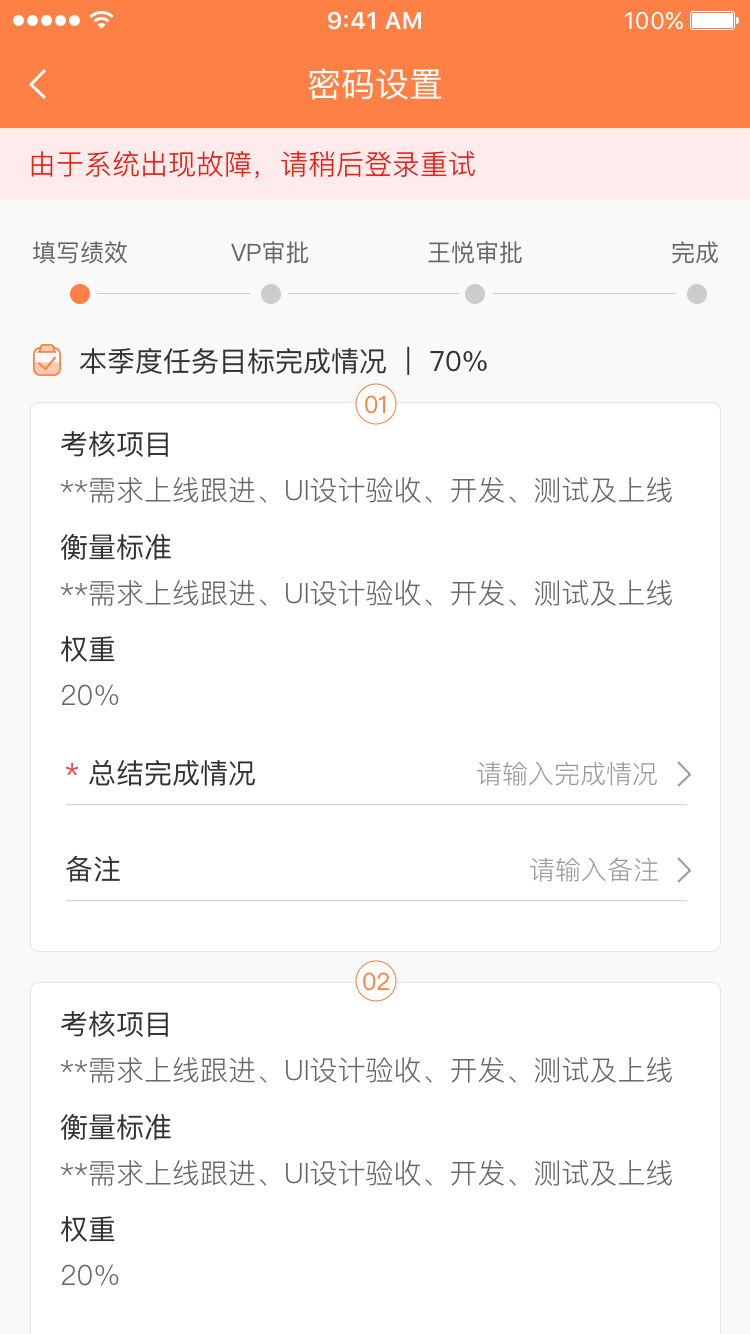 9:41 AM 100%
密码设置
由于系统出现故障，请稍后登录重试
填写绩效 VP审批 王悦审批 完成
本季度任务目标完成情况 | 70%
01
考核项目
**需求上线跟进、UI设计验收、开发、测试及上线
衡量标准
**需求上线跟进、UI设计验收、开发、测试及上线
权重
20%
* 总结完成情况 请输入完成情况
备注 请输入备注
02
考核项目
**需求上线跟进、UI设计验收、开发、测试及上线
衡量标准
**需求上线跟进、UI设计验收、开发、测试及上线
权重
20%